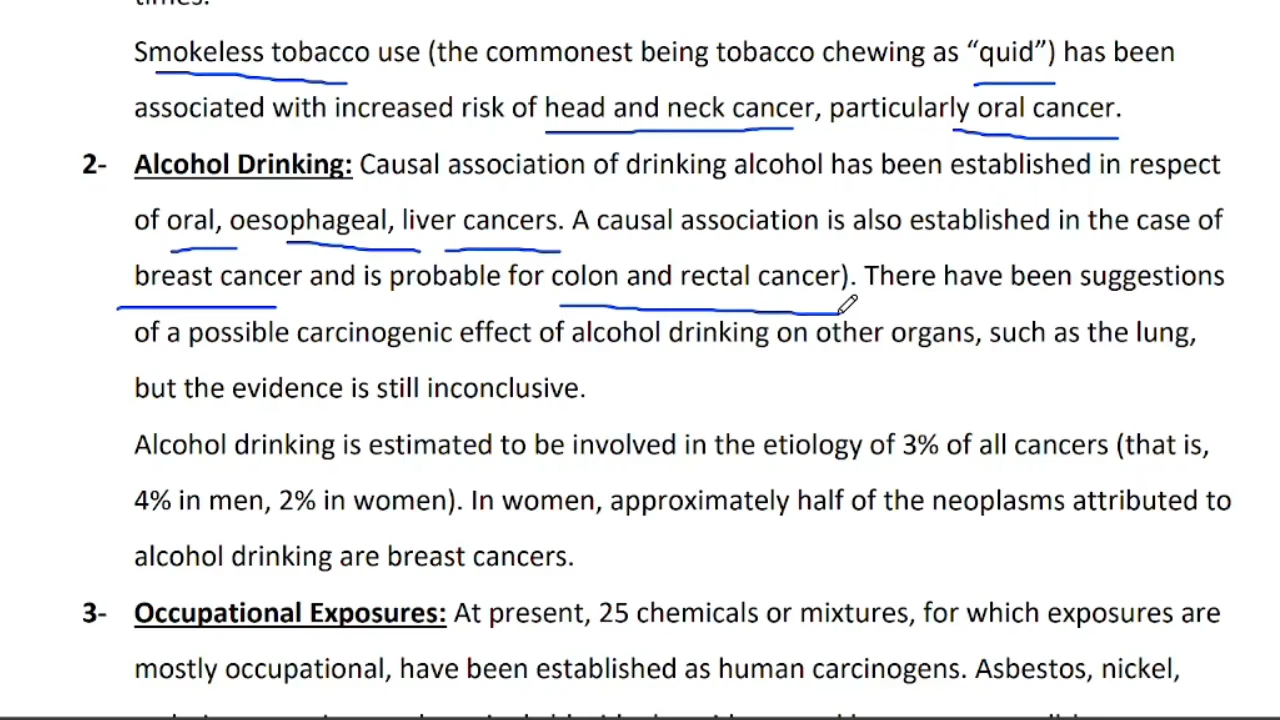 times.
Smokeless tobacco use (the commonest being tobacco chewing as “quid”) has been
associated with increased risk of head and neck cancer, particularly oral cancer.
2- Alcohol Drinking: Causal association of drinking alcohol has been established in respect
of oral, oesophageal, liver cancers. A causal association is also established in the case of
breast cancer and is probable for colon and rectal cancer). There have been suggestions
of a possible carcinogenic effect of alcohol drinking on other organs, such as the lung,
but the evidence is still inconclusive.
Alcohol drinking is estimated to be involved in the etiology of 3% of all cancers (that is,
4% in men, 2% in women). In women, approximately half of the neoplasms attributed to
alcohol drinking are breast cancers.
3- Occupational Exposures: At present, 25 chemicals or mixtures, for which exposures are
mostly occupational, have been established as human carcinogens. Asbestos, nickel,